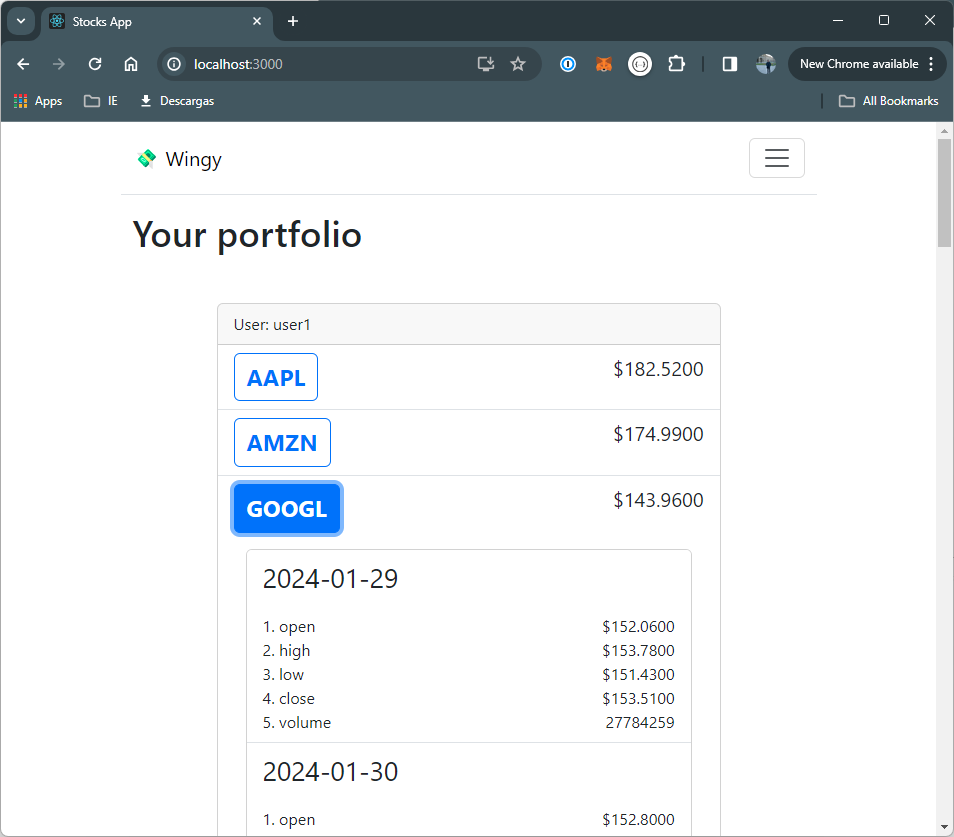 Stocks App
localhost:3000
New Chrome available
Apps
IE
Descargas
All Bookmarks
Wingy
Your portfolio
User: user1
AAPL $182.5200
AMZN $174.9900
GOOGL $143.9600
2024-01-29
1. open $152.0600
2. high $153.7800
3. low $151.4300
4. close $153.5100
5. volume 27784259
2024-01-30
1. open $152.8000